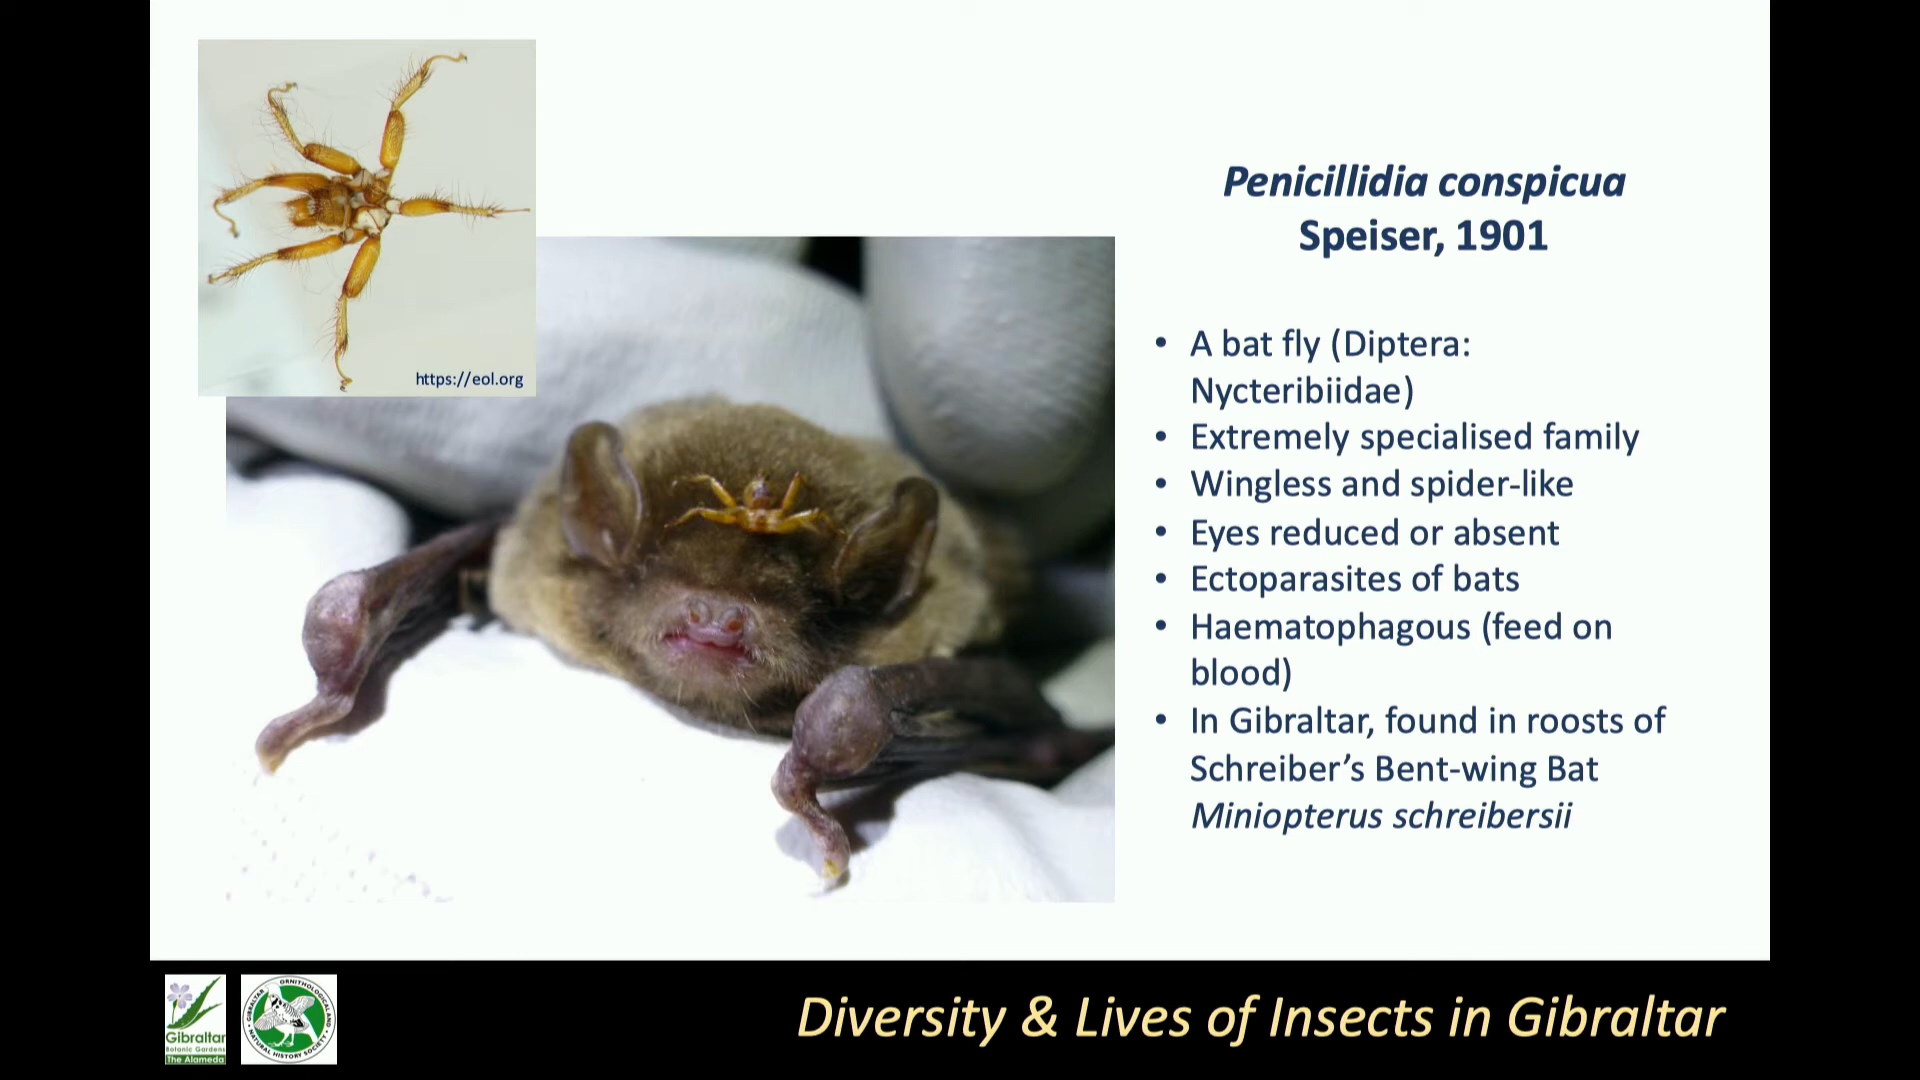 https://eol.org
Penicillidia conspicua
Speiser, 1901
• A bat fly (Diptera:
Nycteribiidae)
• Extremely specialised family
• Wingless and spider-like
• Eyes reduced or absent
• Ectoparasites of bats
• Haematophagous (feed on
blood)
• In Gibraltar, found in roosts of
Schreiber’s Bent-wing Bat
Miniopterus schreibersii
Gibraltar
Botanic Gardens
The Alameda
GIBRALTAR ORNITHOLOGICAL AND
NATURAL HISTORY SOCIETY
Diversity & Lives of Insects in Gibraltar